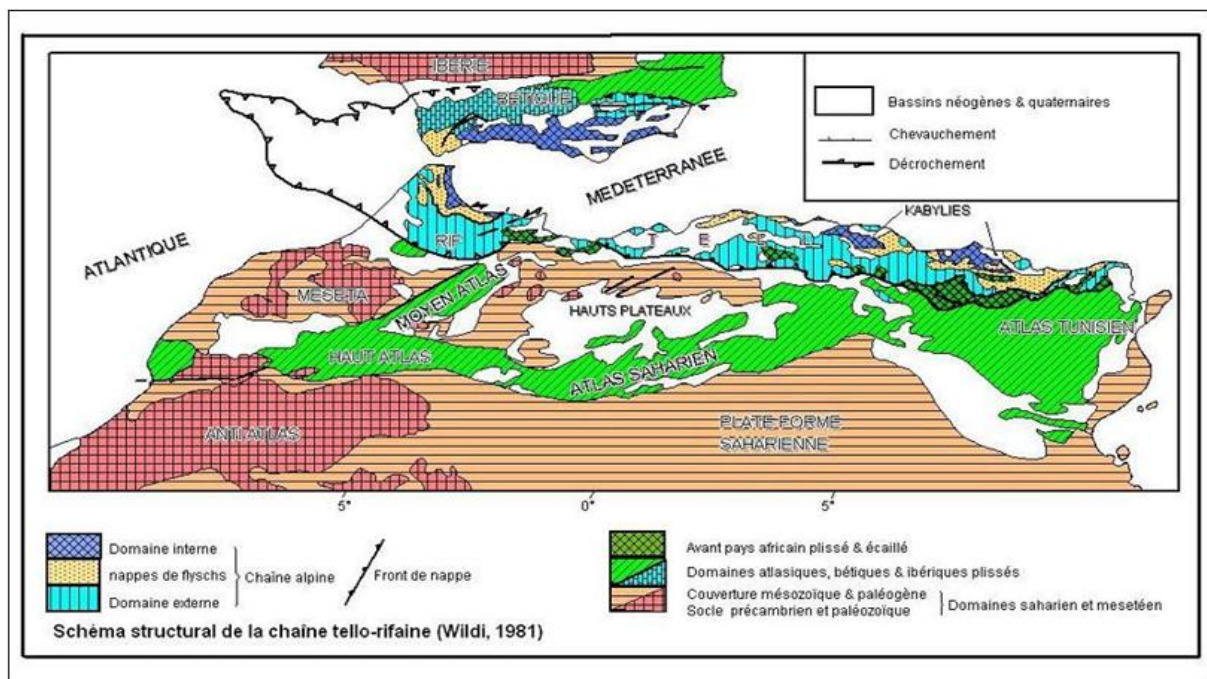 IBERIE
BETIQUE
Bassins néogènes & quaternaires
Chevauchement
Décrochement
MEDETERRANEE
KABYLIES
ATLANTIQUE
RIF
T E L L
MESETA
MOYEN ATLAS
HAUTS PLATEAUX
ATLAS TUNISIEN
HAUT ATLAS
ATLAS SAHARIEN
ANTI ATLAS
PLATE FORME
SAHARIENNE
5° 0° 5°
Domaine interne
nappes de flyschs
Domaine externe
Chaîne alpine
Front de nappe
Avant pays africain plissé & écaillé
Domaines atlasiques, bétiques & ibériques plissés
Couverture mésozoïque & paléogène
Socle précambrien et paléozoïque
Domaines saharien et mesetéen
Schéma structural de la chaîne tello-rifaine (Wildi, 1981)